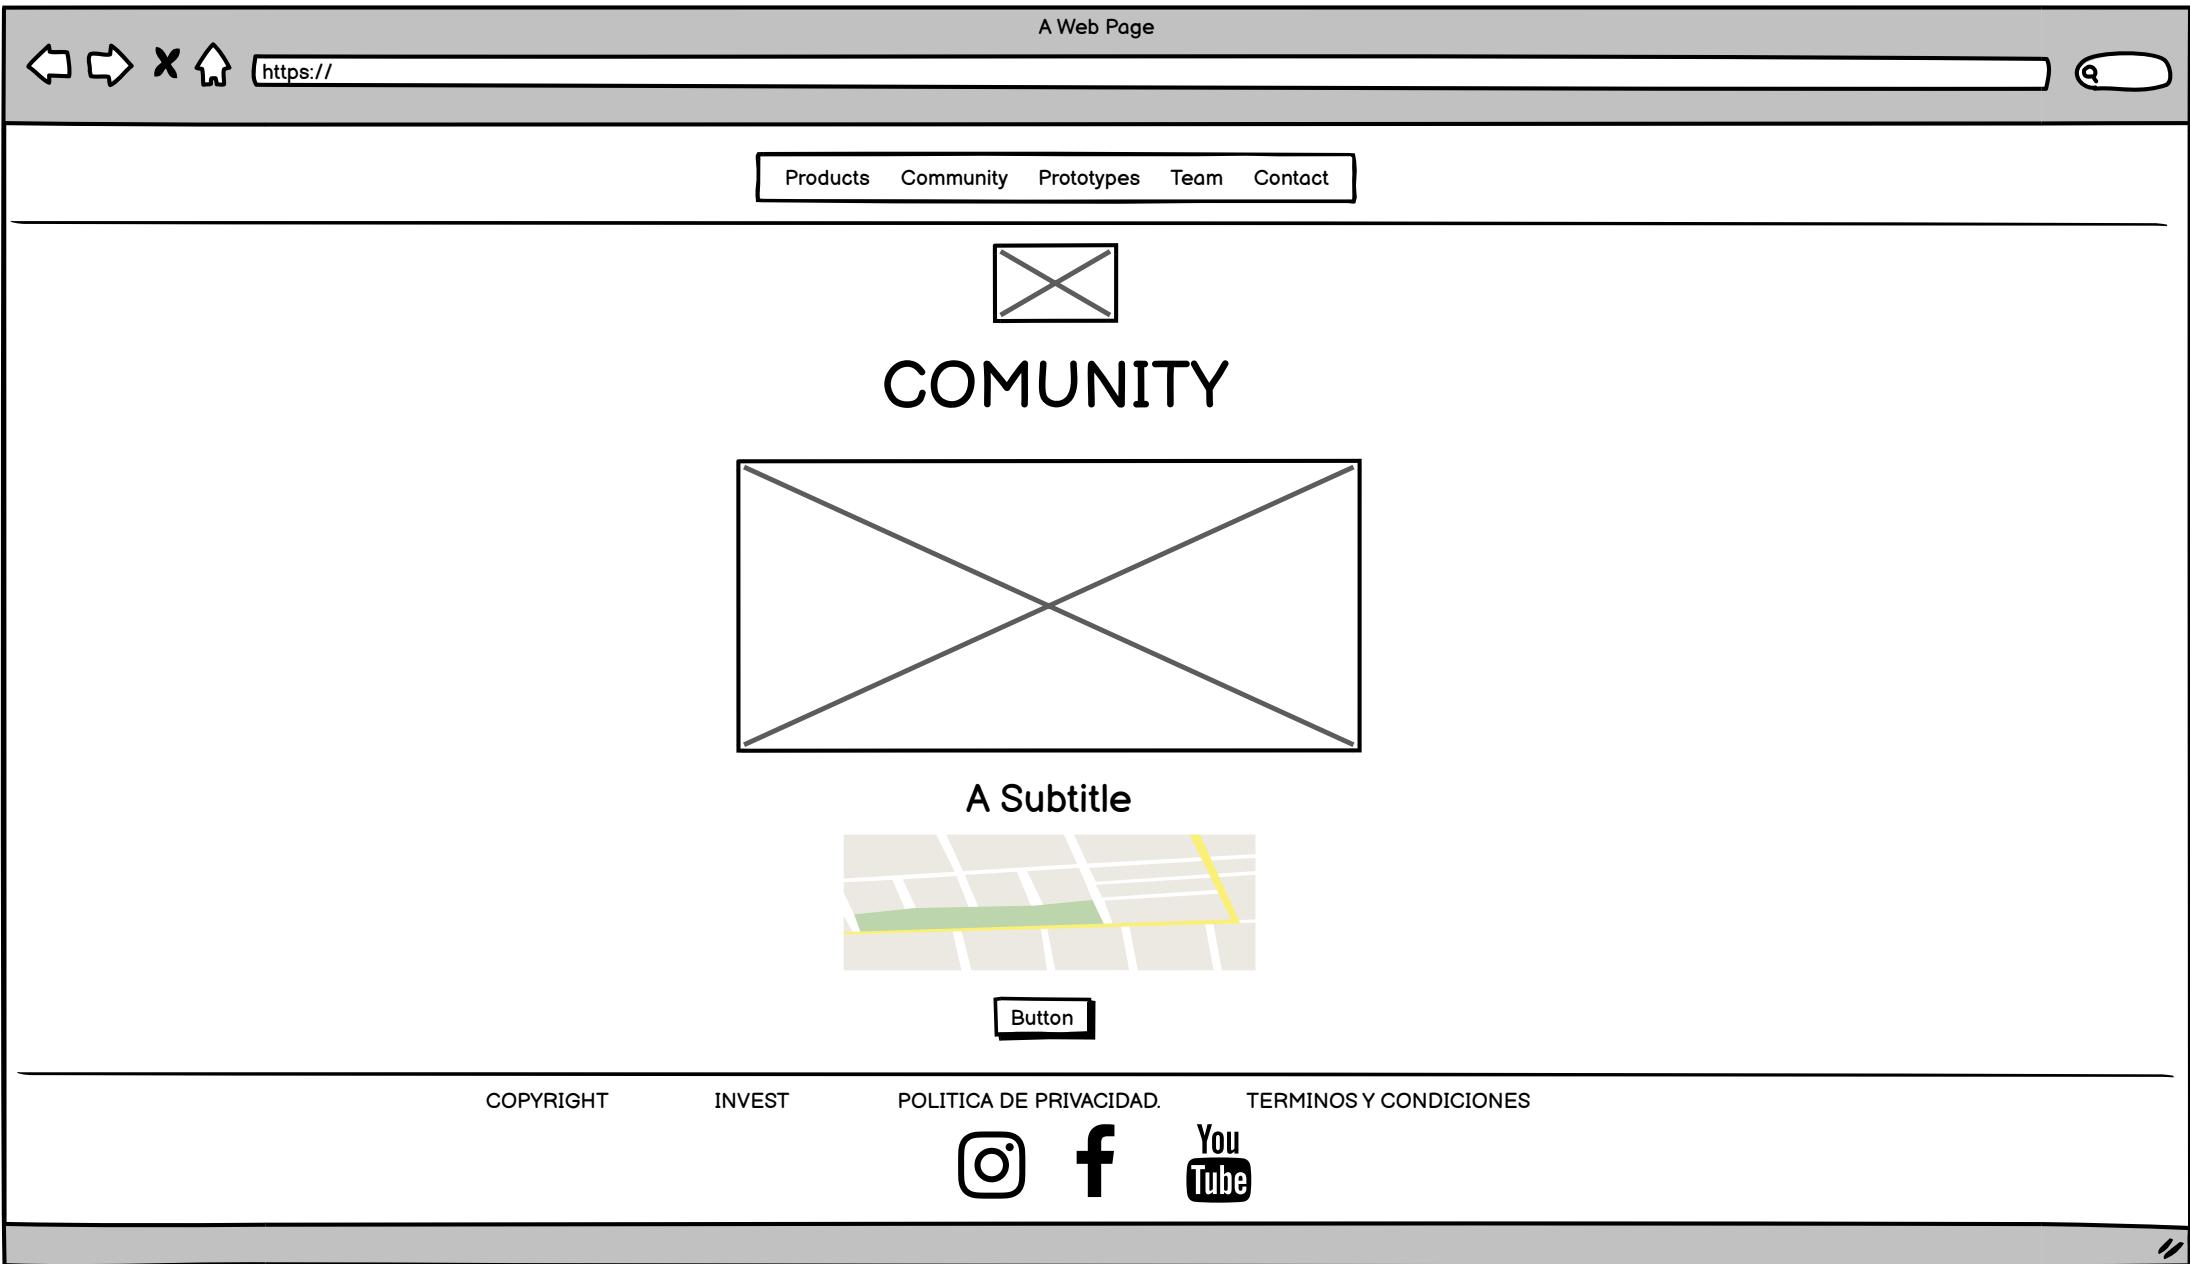 A Web Page
https://
Products Community Prototypes Team Contact
COMUNITY
A Subtitle
Button
COPYRIGHT INVEST POLITICA DE PRIVACIDAD. TERMINOS Y CONDICIONES
You
Tube